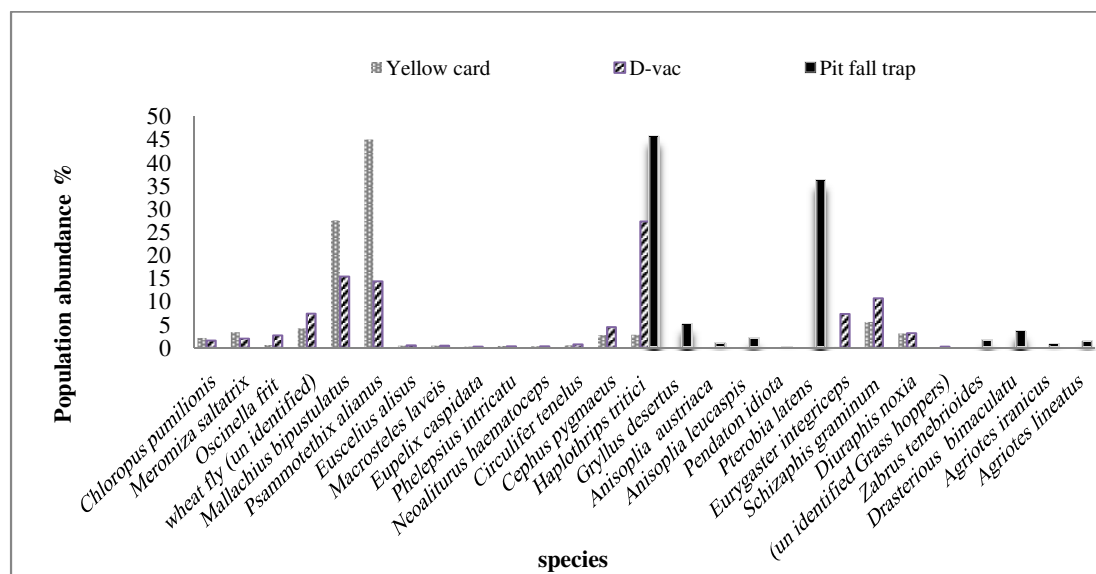 Yellow card D-vac Pit fall trap
50
45
40
35
30
25
20
15
10
5
0
Population abundance %
Chloropus pumilionis
Meromiza saltatrix
Oscinella frit
wheat fly (un identified)
Mallachius bipustulatus
Psammotethix alianus
Euscelius alisus
Macrosteles laveis
Eupelix caspidata
Phelepsius intricatu
Neoaliturus haematoceps
Circulifer tenelus
Cephus pygmaeus
Haplothrips tritici
Gryllus desertus
Anisoplia austriaca
Anisoplia leucaspis
Pendaton idiota
Pterobia latens
Eurygaster integriceps
Schizaphis graminum
Diuraphis noxia
(un identified Grass hoppers)
Zabrus tenebrioides
Drasterious bimaculatu
Agriotes iranicus
Agriotes lineatus
species